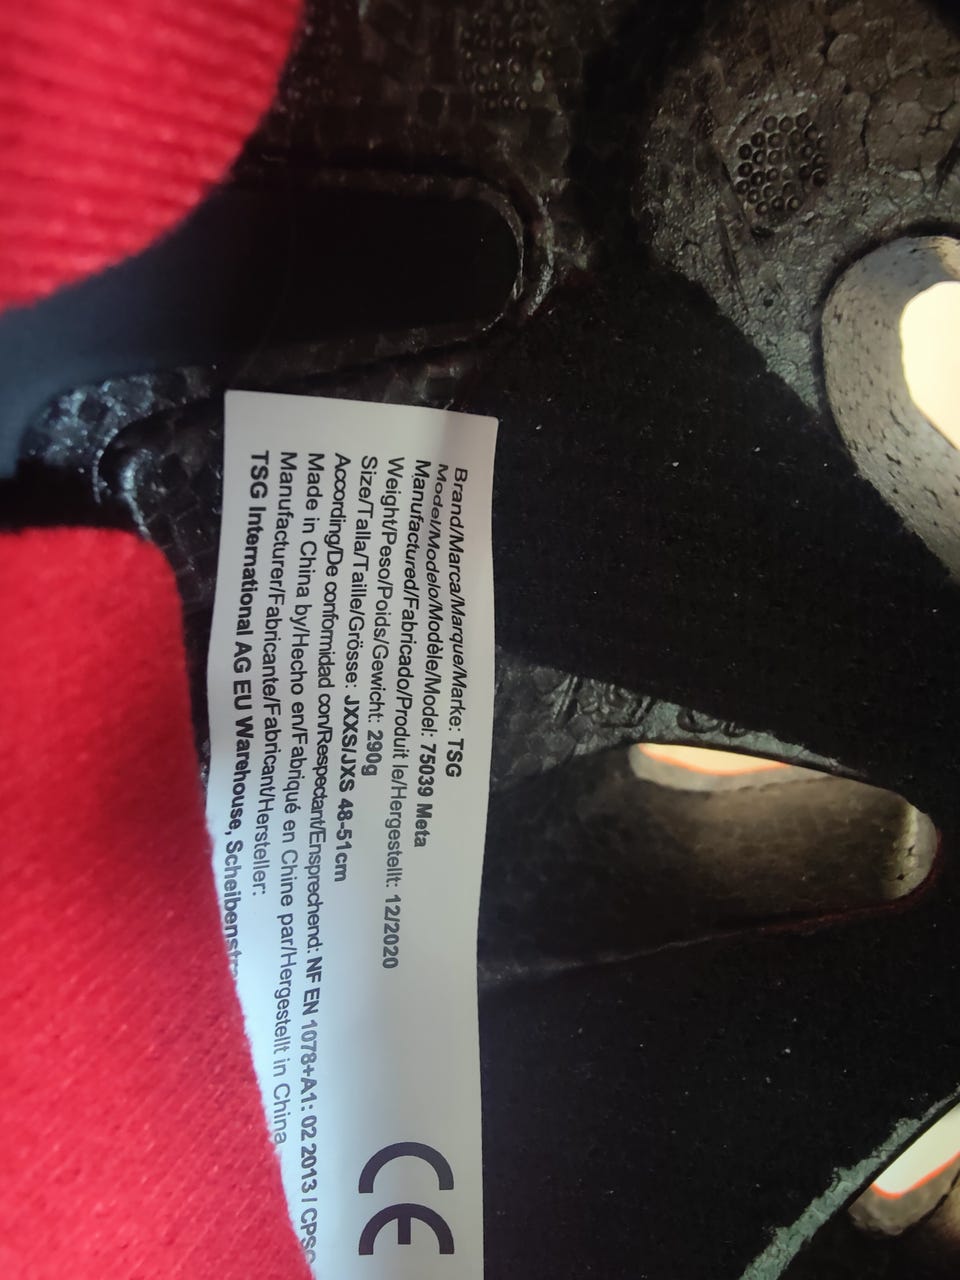 Brand/Marca/Marque/Marke: TSG
Model/Modelo/Modèle/Model: 75039 Meta
Manufactured/Fabricado/Produit le/Hergestellt: 12/2020
Weight/Peso/Poids/Gewicht: 290g
Size/Talla/Taille/Grösse: JXXS/JXS 48-51cm
According/De conformidad con/Respectant/Ensprechend: NF EN 1078+A1: 02 2013 I CPSC
Made in China by/Hecho en/Fabriqué en Chine par/Hergestellt in China
Manufacturer/Fabricante/Fabricant/Hersteller:
TSG International AG EU Warehouse,
CE